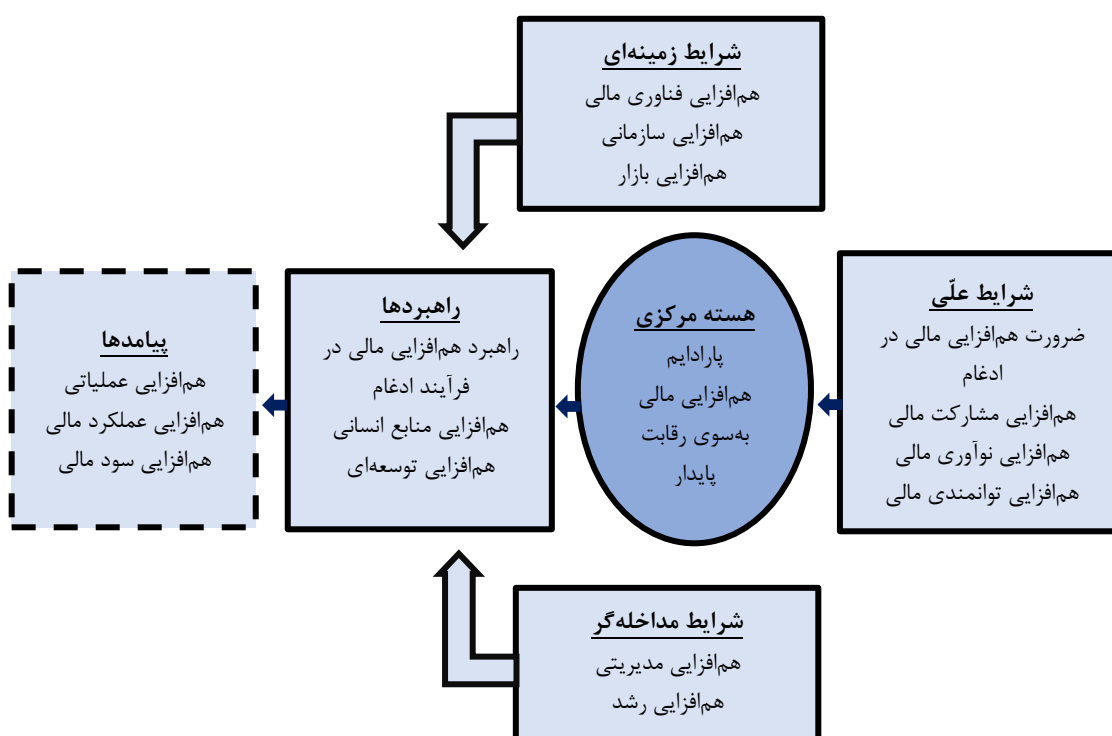 شرایط زمینه‌ای
هم‌افزایی فناوری مالی
هم‌افزایی سازمانی
هم‌افزایی بازار
شرایط علّی
ضرورت هم‌افزایی مالی در
ادغام
هم‌افزایی مشارکت مالی
هم‌افزایی نوآوری مالی
هم‌افزایی توانمندی مالی
هسته مرکزی
پارادایم
هم‌افزایی مالی
به‌سوی رقابت
پایدار
راهبردها
راهبرد هم‌افزایی مالی در
فرآیند ادغام
هم‌افزایی منابع انسانی
هم‌افزایی توسعه‌ای
پیامدها
هم‌افزایی عملیاتی
هم‌افزایی عملکرد مالی
هم‌افزایی سود مالی
شرایط مداخله‌گر
هم‌افزایی مدیریتی
هم‌افزایی رشد